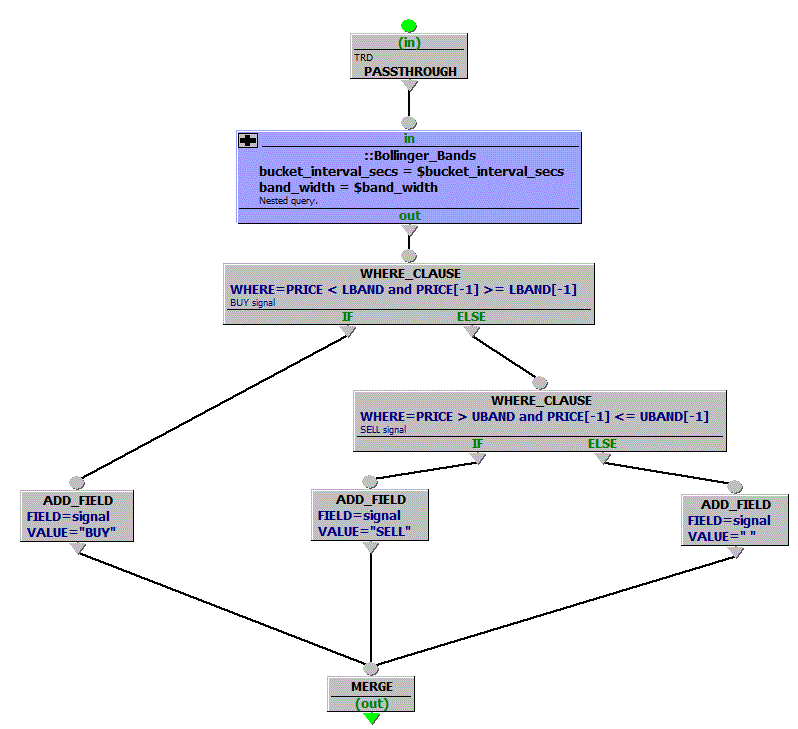 (in)
TRD
PASSTHROUGH
in
::Bollinger_Bands
bucket_interval_secs = $bucket_interval_secs
band_width = $band_width
Nested query.
out
WHERE_CLAUSE
WHERE=PRICE < LBAND and PRICE[-1] >= LBAND[-1]
BUY signal
IF ELSE
WHERE_CLAUSE
WHERE=PRICE > UBAND and PRICE[-1] <= UBAND[-1]
SELL signal
IF ELSE
ADD_FIELD
FIELD=signal
VALUE="BUY"
ADD_FIELD
FIELD=signal
VALUE="SELL"
ADD_FIELD
FIELD=signal
VALUE=" "
MERGE
(out)